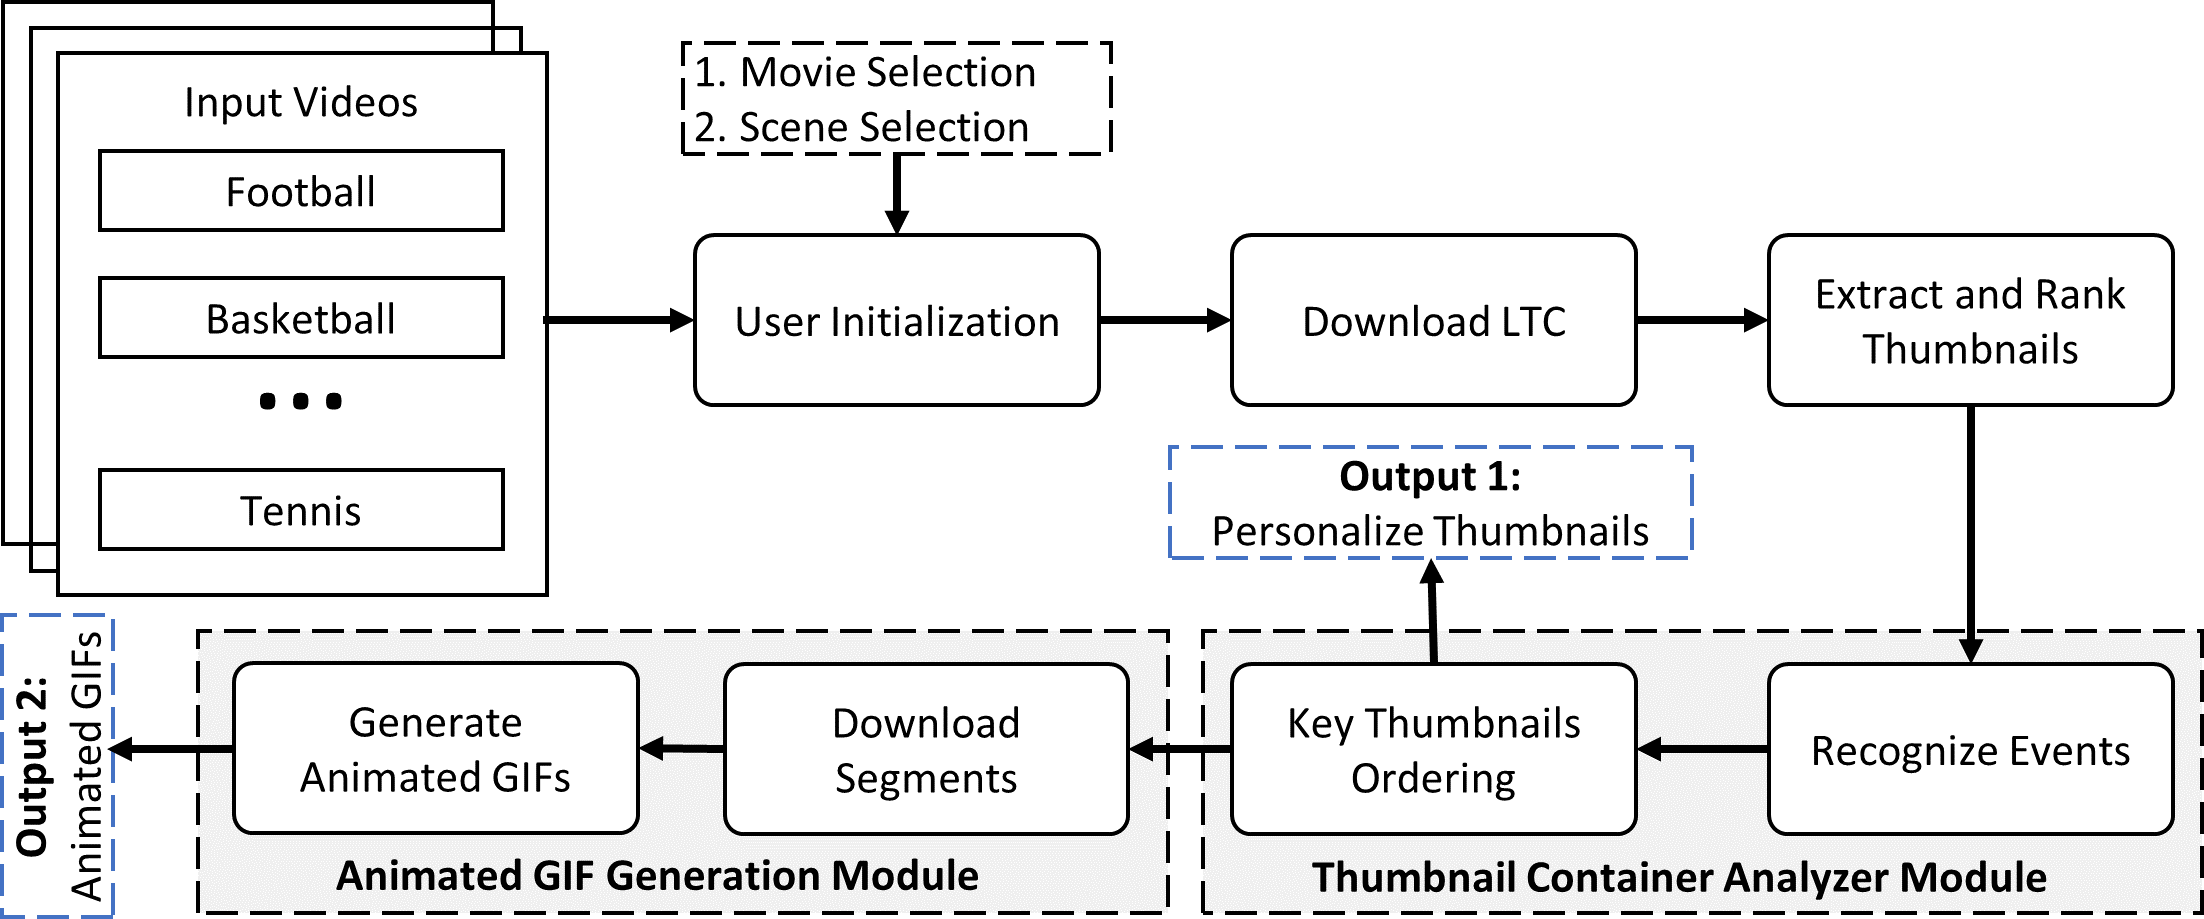 Input Videos
Football
Basketball
Tennis
1. Movie Selection
2. Scene Selection
User Initialization
Download LTC
Extract and Rank
Thumbnails
Output 1:
Personalize Thumbnails
Recognize Events
Key Thumbnails
Ordering
Thumbnail Container Analyzer Module
Download
Segments
Generate
Animated GIFs
Animated GIF Generation Module
Output 2:
Animated GIFs